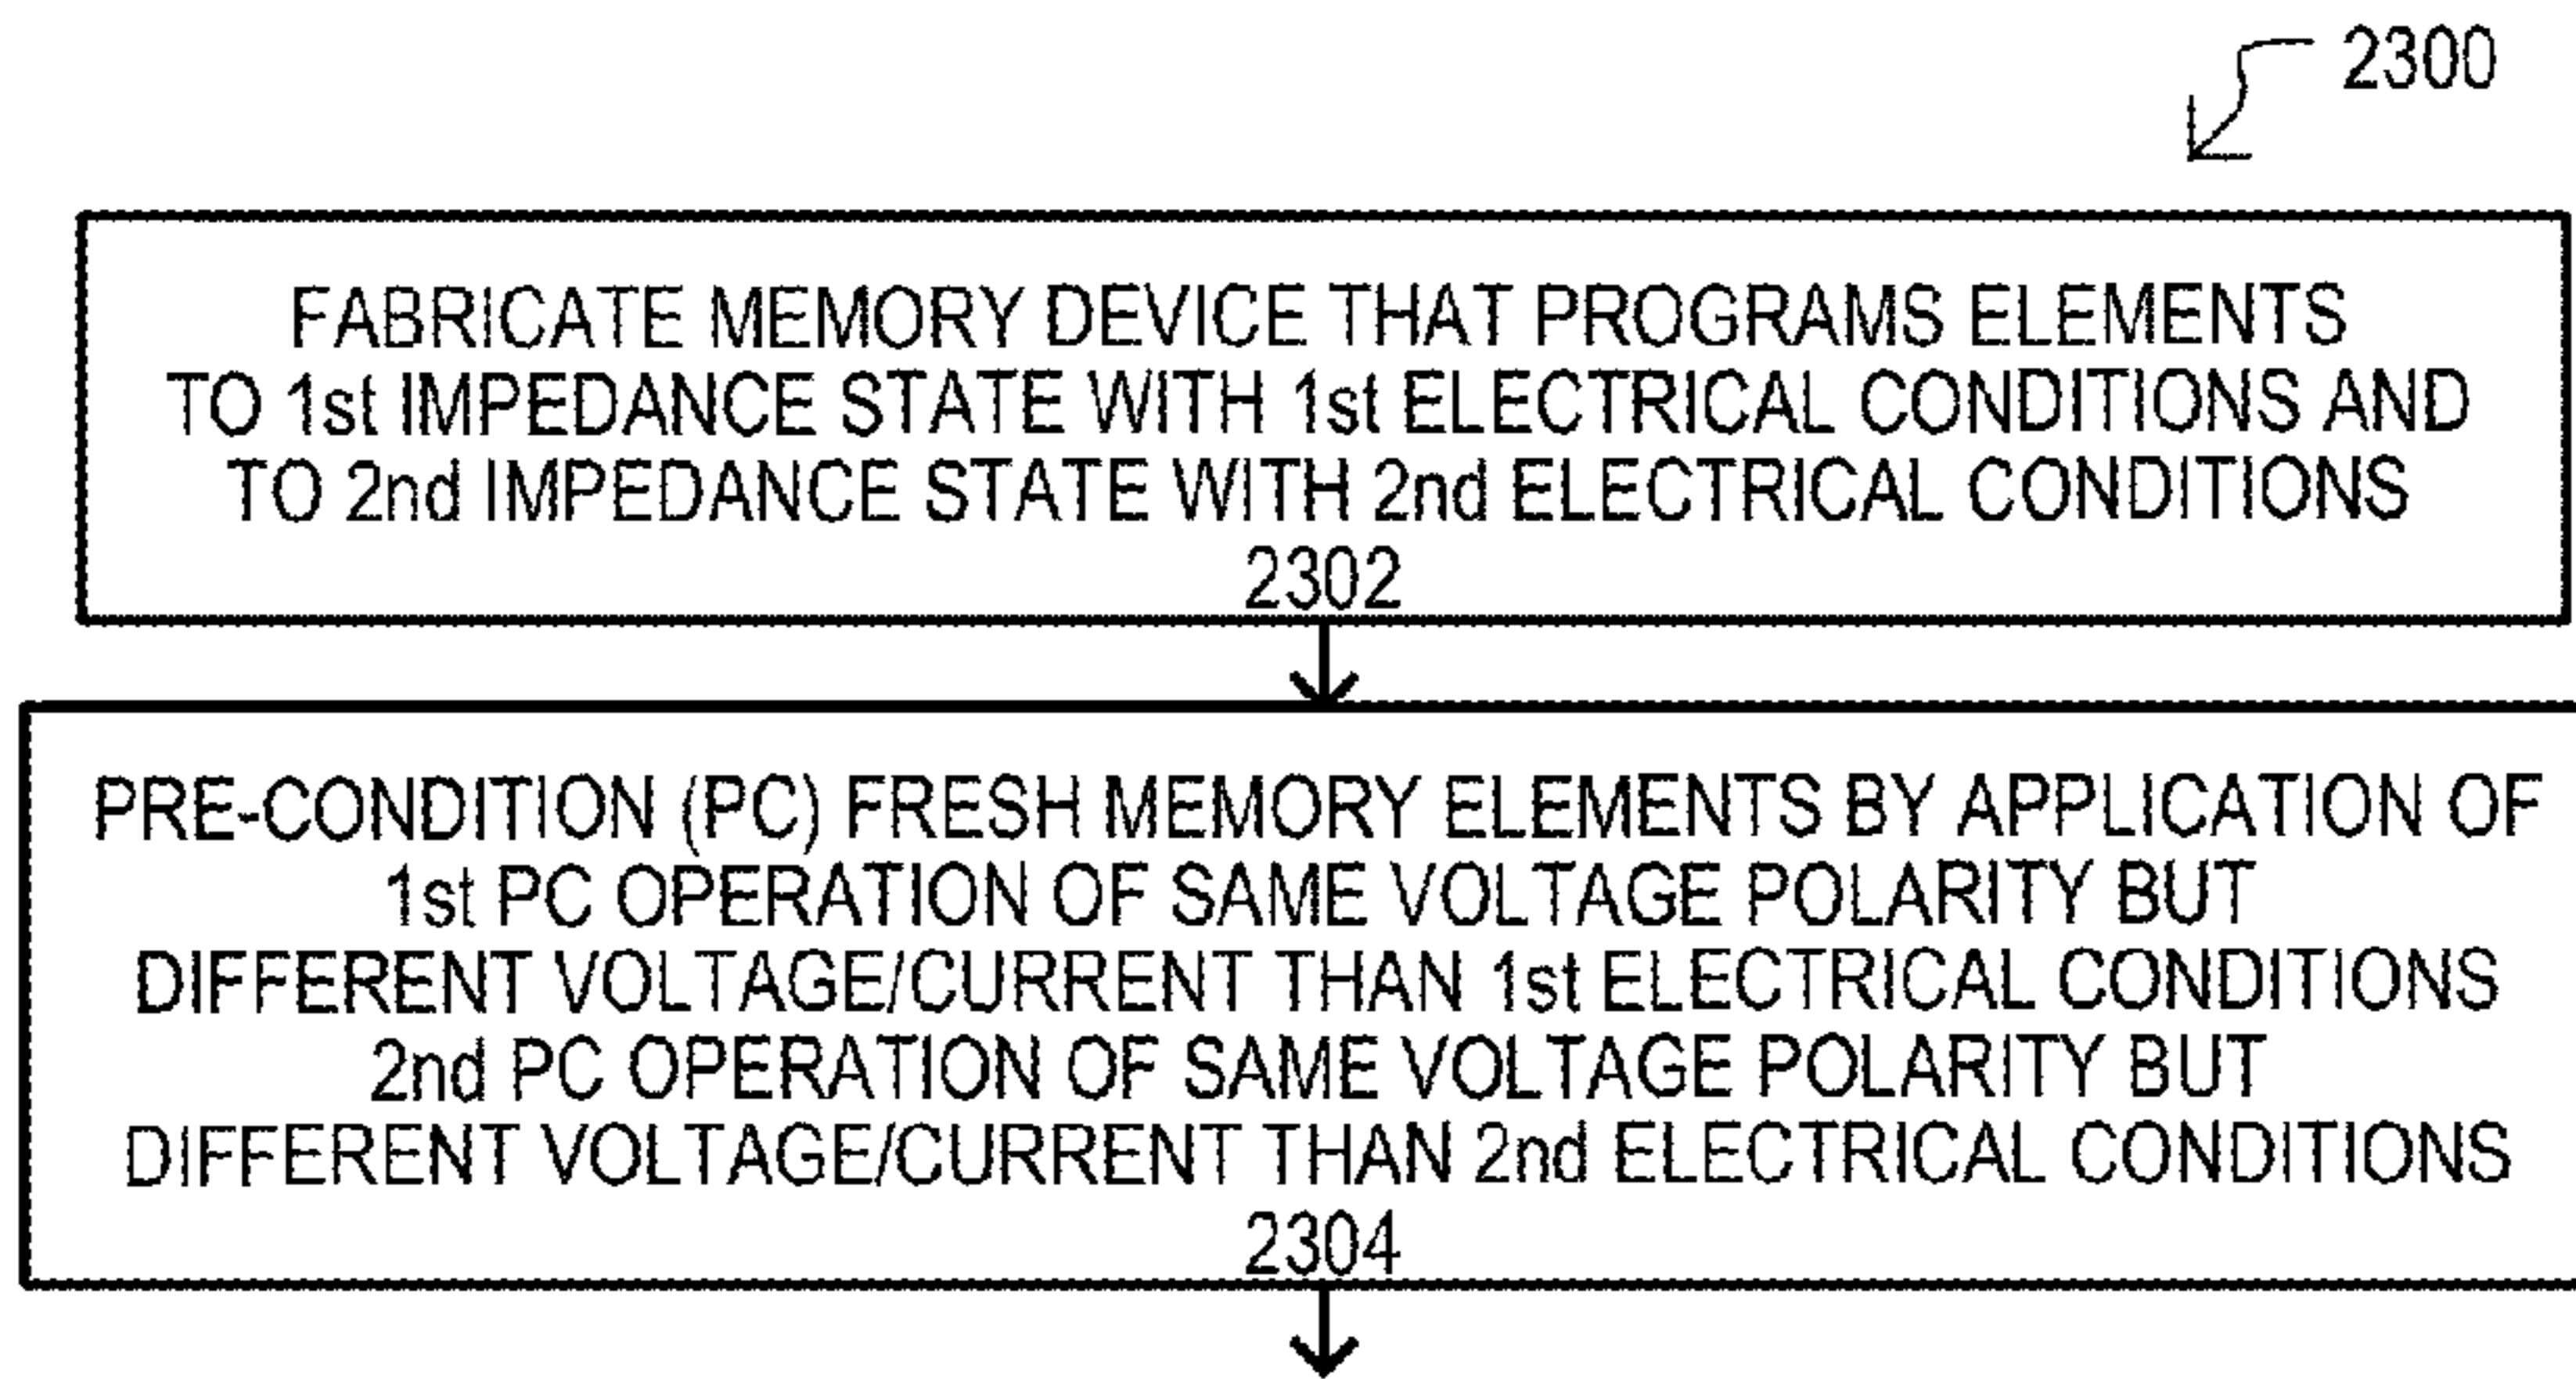 2300
FABRICATE MEMORY DEVICE THAT PROGRAMS ELEMENTS
TO 1st IMPEDANCE STATE WITH 1st ELECTRICAL CONDITIONS AND
TO 2nd IMPEDANCE STATE WITH 2nd ELECTRICAL CONDITIONS
2302
PRE-CONDITION (PC) FRESH MEMORY ELEMENTS BY APPLICATION OF
1st PC OPERATION OF SAME VOLTAGE POLARITY BUT
DIFFERENT VOLTAGE/CURRENT THAN 1st ELECTRICAL CONDITIONS
2nd PC OPERATION OF SAME VOLTAGE POLARITY BUT
DIFFERENT VOLTAGE/CURRENT THAN 2nd ELECTRICAL CONDITIONS
2304